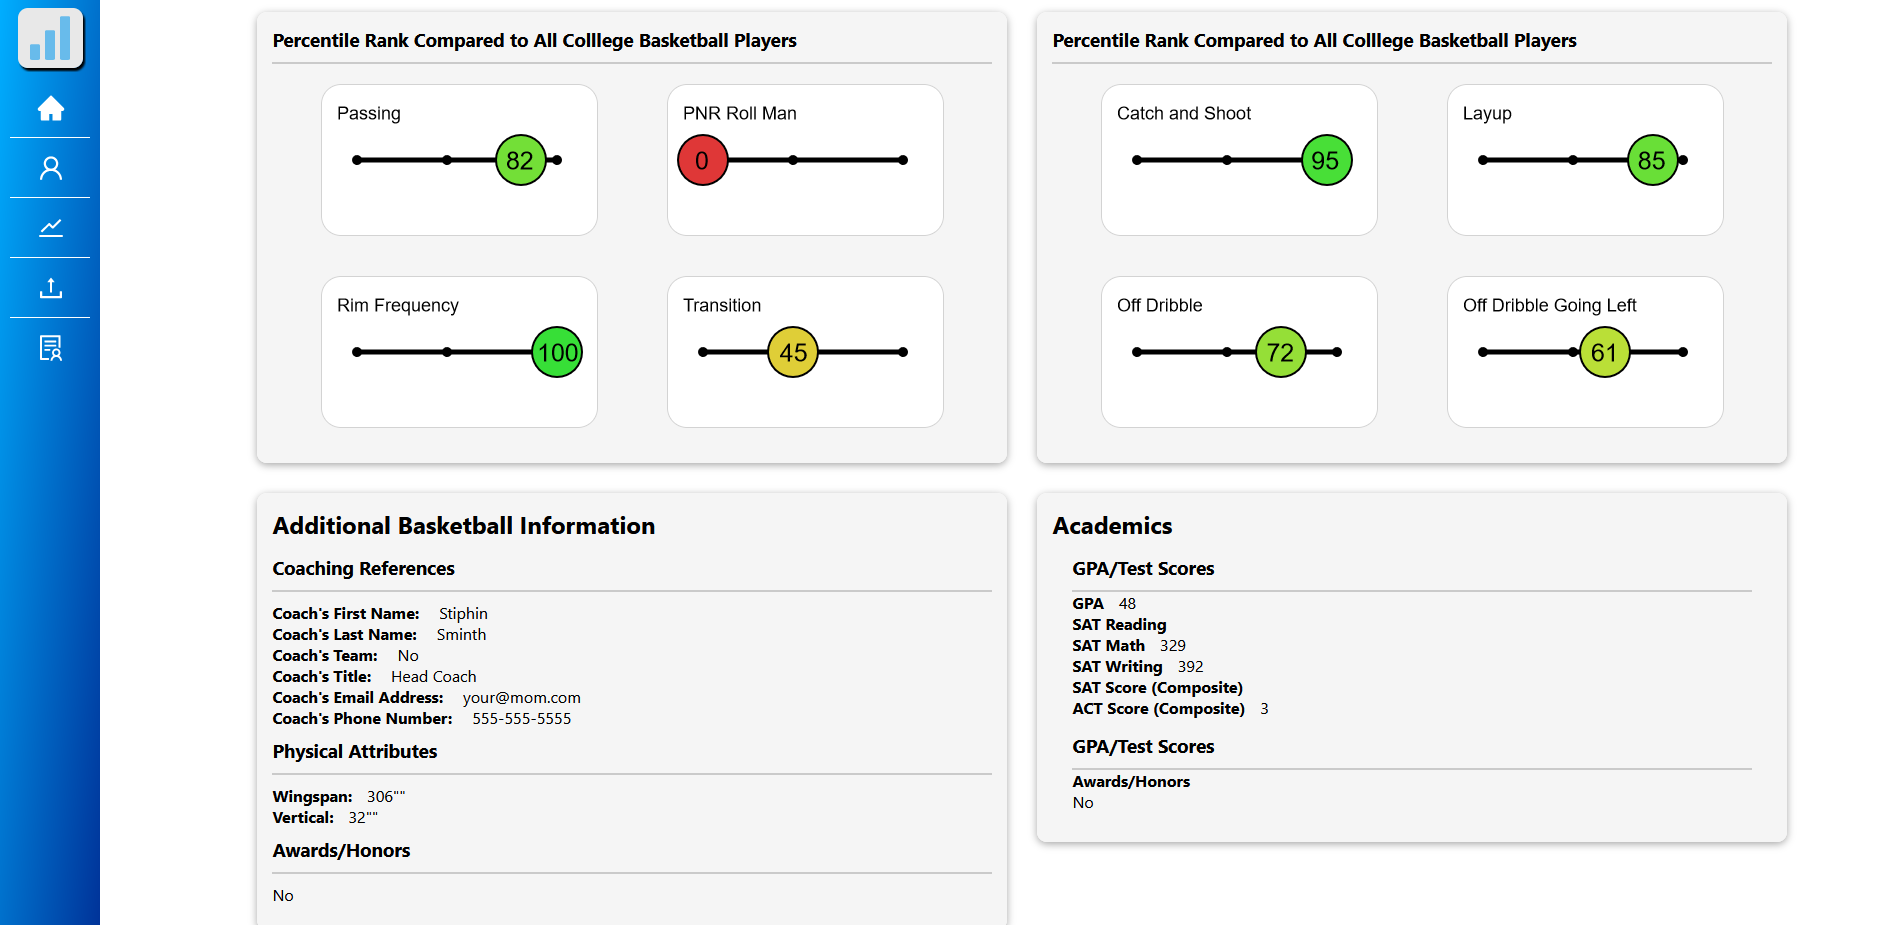 Percentile Rank Compared to All Colllege Basketball Players
Passing
82
PNR Roll Man
0
Rim Frequency
100
Transition
45
Percentile Rank Compared to All Colllege Basketball Players
Catch and Shoot
95
Layup
85
Off Dribble
72
Off Dribble Going Left
61
Additional Basketball Information
Coaching References
Coach's First Name: Stiphin
Coach's Last Name: Sminth
Coach's Team: No
Coach's Title: Head Coach
Coach's Email Address: your@mom.com
Coach's Phone Number: 555-555-5555
Physical Attributes
Wingspan: 306""
Vertical: 32""
Awards/Honors
No
Academics
GPA/Test Scores
GPA 48
SAT Reading
SAT Math 329
SAT Writing 392
SAT Score (Composite)
ACT Score (Composite) 3
GPA/Test Scores
Awards/Honors
No